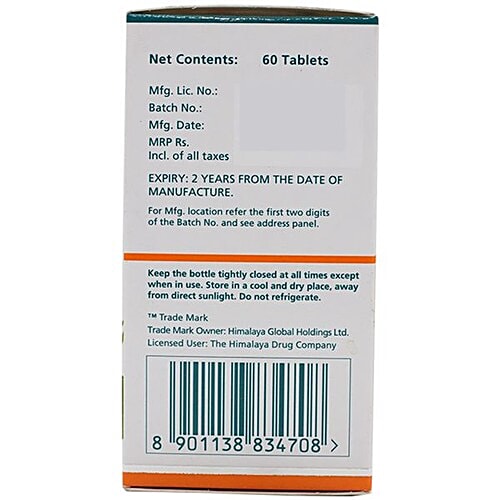 Net Contents: 60 Tablets
Mfg. Lic. No.:
Batch No.:
Mfg. Date:
MRP Rs.
Incl. of all taxes
EXPIRY: 2 YEARS FROM THE DATE OF
MANUFACTURE.
For Mfg. location refer the first two digits
of the Batch No. and see address panel.
Keep the bottle tightly closed at all times except
when in use. Store in a cool and dry place, away
from direct sunlight. Do not refrigerate.
™ Trade Mark
Trade Mark Owner: Himalaya Global Holdings Ltd.
Licensed User: The Himalaya Drug Company
8 901138 834708 >